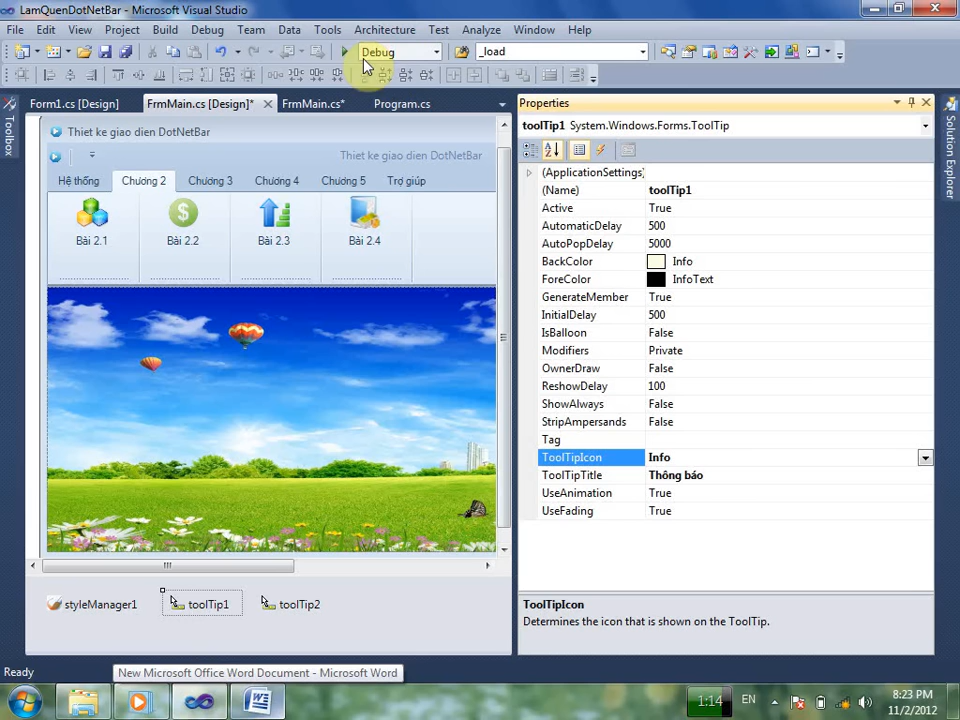 LamQuenDotNetBar - Microsoft Visual Studio
File Edit View Project Build Debug Team Data Tools Architecture Test Analyze Window Help
Debug _load
Form1.cs [Design] FrmMain.cs [Design]* FrmMain.cs* Program.cs
Toolbox
Thiet ke giao dien DotNetBar
Thiet ke giao dien DotNetBar
Hệ thống Chương 2 Chương 3 Chương 4 Chương 5 Trợ giúp
Bài 2.1 Bài 2.2 Bài 2.3 Bài 2.4
styleManager1 toolTip1 toolTip2
Properties
toolTip1 System.Windows.Forms.ToolTip
(ApplicationSettings)
(Name) toolTip1
Active True
AutomaticDelay 500
AutoPopDelay 5000
BackColor Info
ForeColor InfoText
GenerateMember True
InitialDelay 500
IsBalloon False
Modifiers Private
OwnerDraw False
ReshowDelay 100
ShowAlways False
StripAmpersands False
Tag
ToolTipIcon Info
ToolTipTitle Thông báo
UseAnimation True
UseFading True
ToolTipIcon
Determines the icon that is shown on the ToolTip.
Solution Explorer
Ready
New Microsoft Office Word Document - Microsoft Word
1:14 EN 8:23 PM
11/2/2012